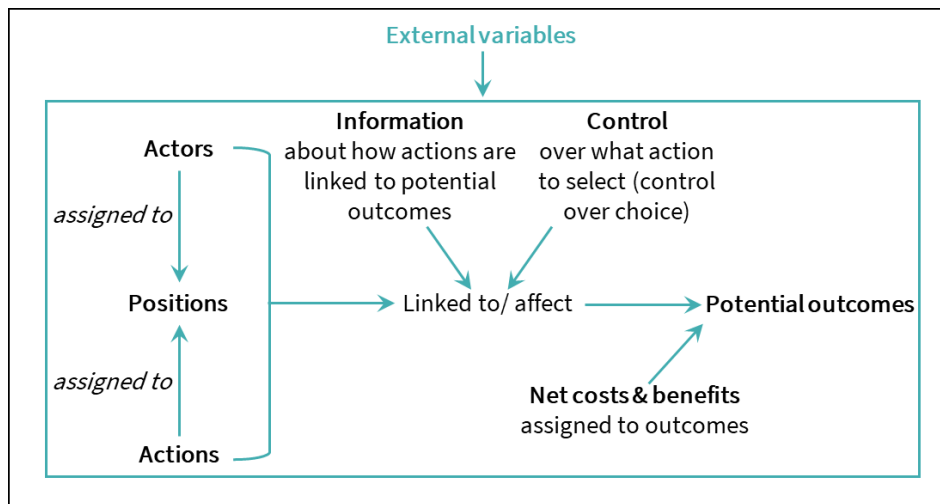 External variables
Actors
assigned to
Positions
assigned to
Actions
Information
about how actions are
linked to potential
outcomes
Control
over what action
to select (control
over choice)
Linked to/ affect
Potential outcomes
Net costs & benefits
assigned to outcomes